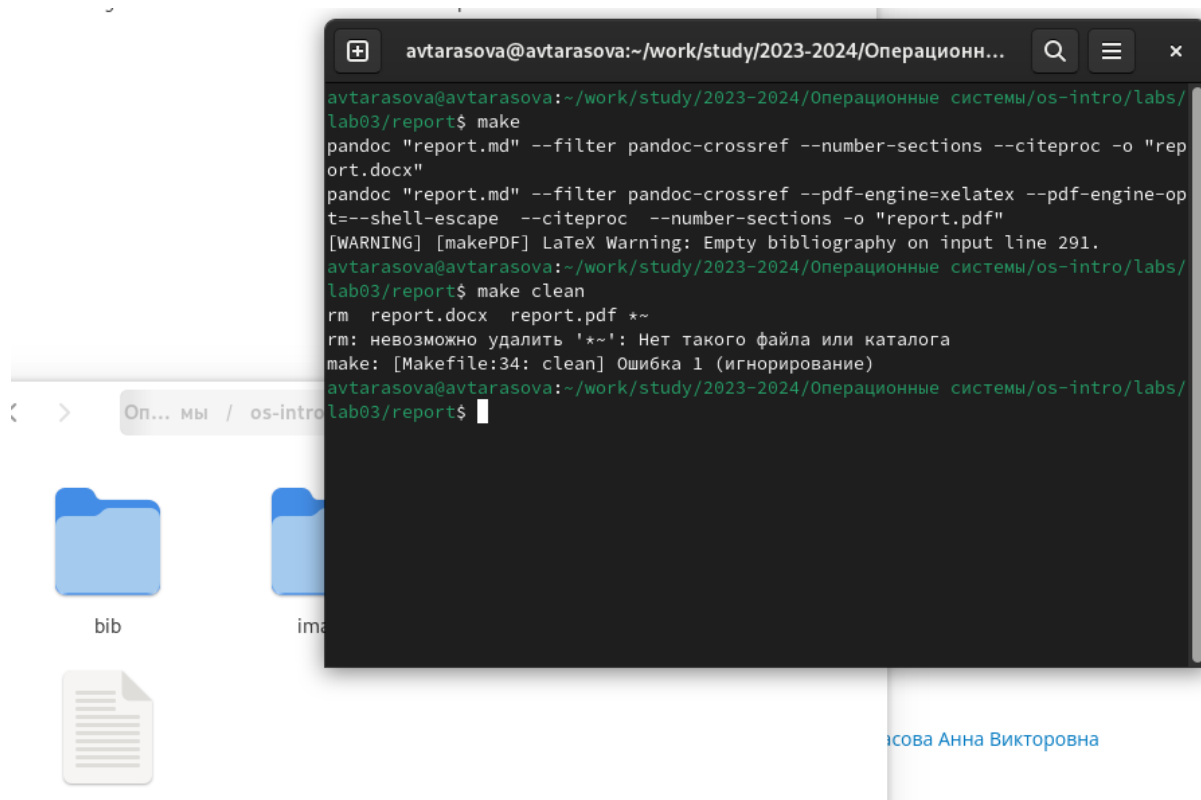 avtarasova@avtarasova:~/work/study/2023-2024/Операционн...
avtarasova@avtarasova:~/work/study/2023-2024/Операционные системы/os-intro/labs/
lab03/report$ make
pandoc "report.md" --filter pandoc-crossref --number-sections --citeproc -o "rep
ort.docx"
pandoc "report.md" --filter pandoc-crossref --pdf-engine=xelatex --pdf-engine-op
t=--shell-escape  --citeproc  --number-sections -o "report.pdf"
[WARNING] [makePDF] LaTeX Warning: Empty bibliography on input line 291.
avtarasova@avtarasova:~/work/study/2023-2024/Операционные системы/os-intro/labs/
lab03/report$ make clean
rm  report.docx  report.pdf *~
rm: невозможно удалить '*~': Нет такого файла или каталога
make: [Makefile:34: clean] Ошибка 1 (игнорирование)
avtarasova@avtarasova:~/work/study/2023-2024/Операционные системы/os-intro/labs/
lab03/report$
Оп... мы / os-intro
bib
ima
асова Анна Викторовна